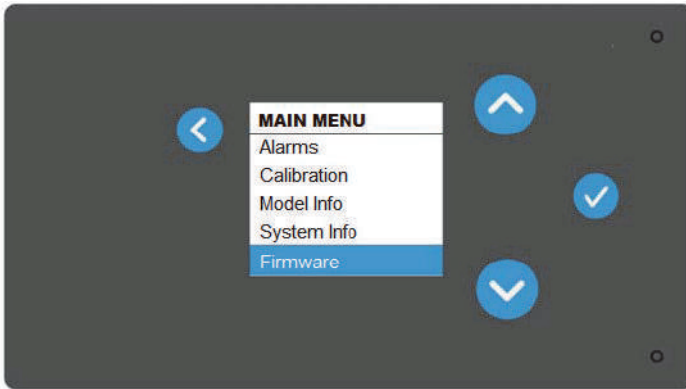 MAIN MENU
Alarms
Calibration
Model Info
System Info
Firmware